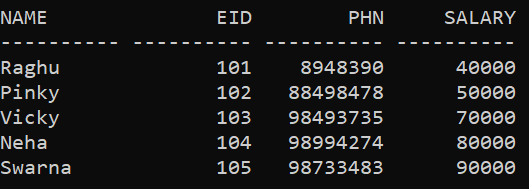 NAME              EID        PHN     SALARY
---------- ---------- ---------- ----------
Raghu             101    8948390      40000
Pinky             102   88498478      50000
Vicky             103   98493735      70000
Neha              104   98994274      80000
Swarna            105   98733483      90000